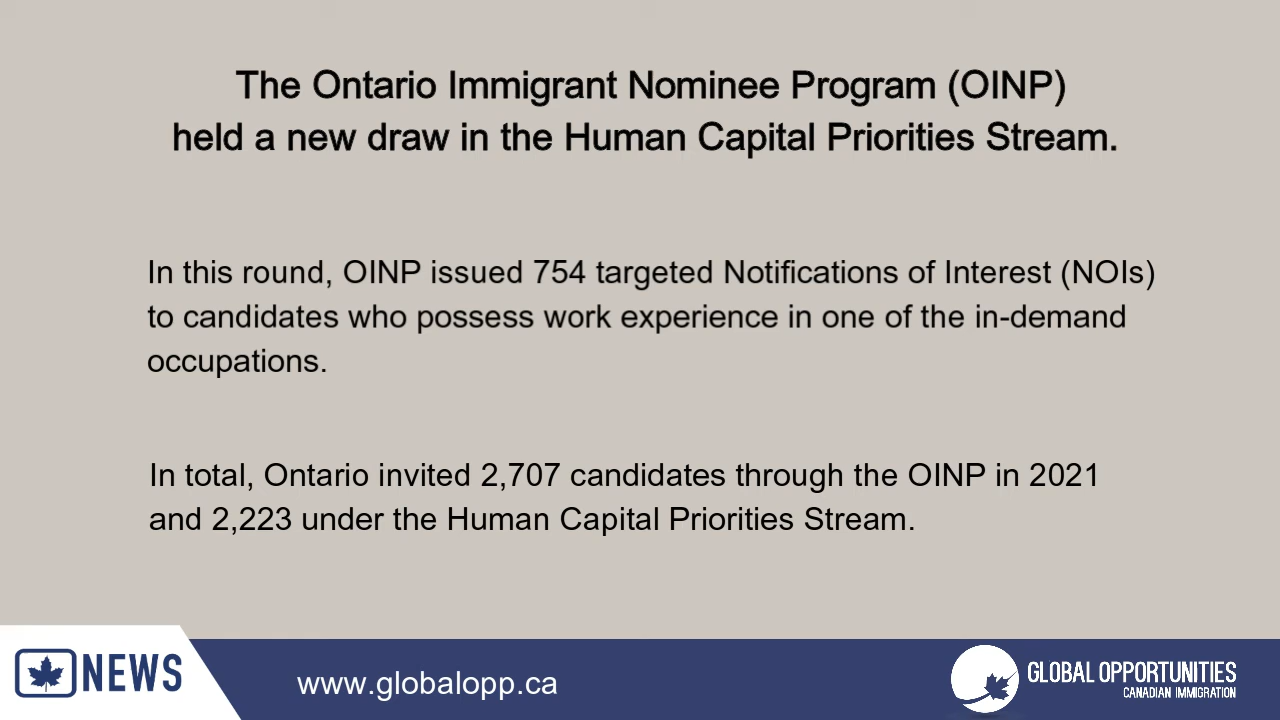 The Ontario Immigrant Nominee Program (OINP)
held a new draw in the Human Capital Priorities Stream.
In this round, OINP issued 754 targeted Notifications of Interest (NOIs)
to candidates who possess work experience in one of the in-demand
occupations.
In total, Ontario invited 2,707 candidates through the OINP in 2021
and 2,223 under the Human Capital Priorities Stream.
NEWS
www.globalopp.ca
GLOBAL OPPORTUNITIES
CANADIAN IMMIGRATION